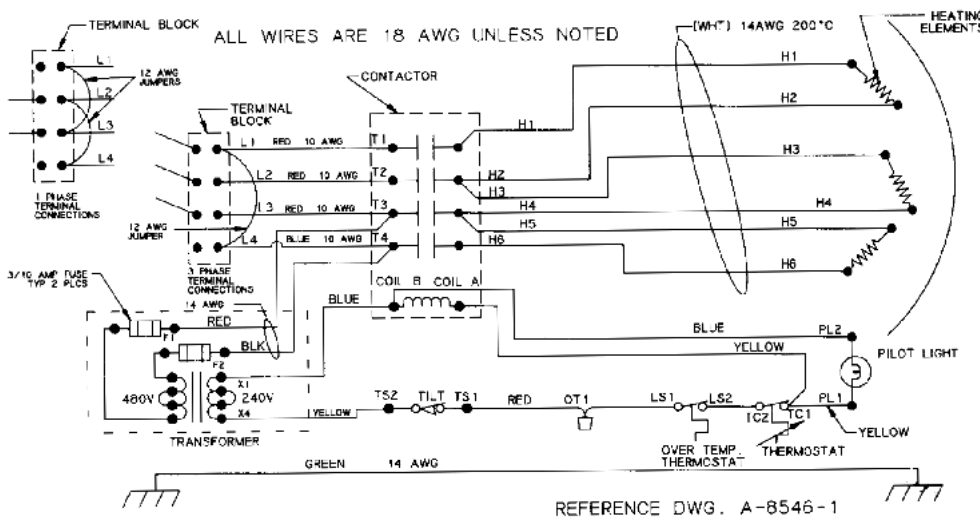 TERMINAL BLOCK
ALL WIRES ARE 18 AWG UNLESS NOTED
(WHT) 14AWG 200°C
HEATING
ELEMENTS
L1
12 AWG
JUMPERS
L2
L3
L4
1 PHASE
TERMINAL
CONNECTIONS
TERMINAL
BLOCK
CONTACTOR
L1 RED 10 AWG T1
L2 RED 10 AWG T2
L3 RED 10 AWG T3
L4 BLUE 10 AWG T4
12 AWG
JUMPER
3 PHASE
TERMINAL
CONNECTIONS
H1
H2
H3
H4
H5
H6
H1
H2
H3
H4
H5
H6
COIL B COIL A
3/10 AMP FUSE
TYP 2 PLCS
14 AWG
RED
F1
BLK
F2
BLUE
X1
480V
240V
X4
TRANSFORMER
YELLOW
TS2
TILT
TS1
RED
OT1
LS1
LS2
TC2
TC1
BLUE
YELLOW
PL2
PILOT LIGHT
PL1
YELLOW
OVER TEMP.
THERMOSTAT
THERMOSTAT
GREEN 14 AWG
REFERENCE DWG. A-8546-1